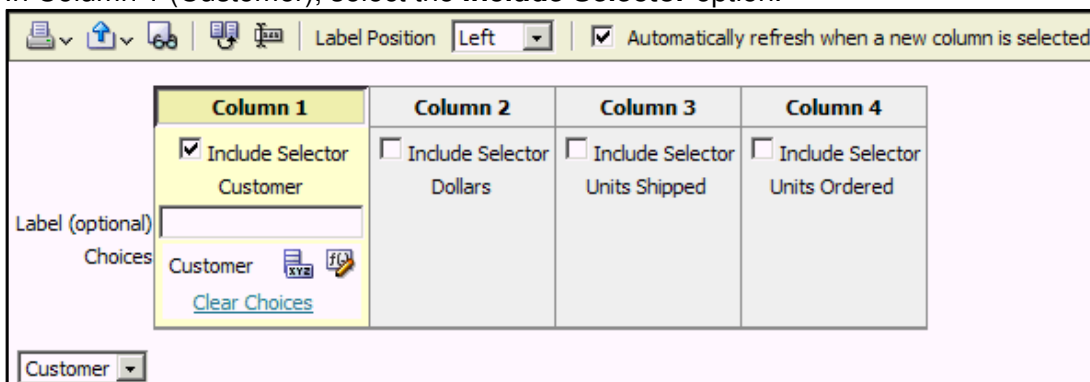 in Column 1 (Customer), select the Include Selector option.
Label Position Left Automatically refresh when a new column is selected
Column 1 Column 2 Column 3 Column 4
Include Selector Include Selector Include Selector Include Selector
Customer Dollars Units Shipped Units Ordered
Label (optional)
Choices Customer XYZ f(.)
Clear Choices
Customer